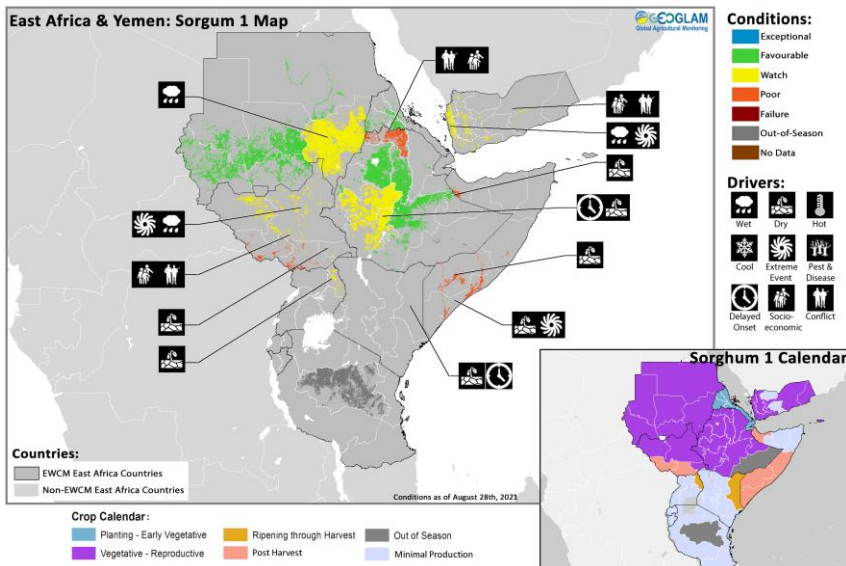 East Africa & Yemen: Sorgum 1 Map
GEOGLAM
Global Agricultural Monitoring
Conditions:
Exceptional
Favourable
Watch
Poor
Failure
Out-of-Season
No Data
Drivers:
Wet
Dry
Hot
Cool
Extreme
Event
Pest &
Disease
Delayed
Onset
Socio-
economic
Conflict
Countries:
EWCM East Africa Countries
Non-EWCM East Africa Countries
Conditions as of August 28th, 2021
Sorghum 1 Calendar
Crop Calendar:
Planting - Early Vegetative
Ripening through Harvest
Out of Season
Vegetative - Reproductive
Post Harvest
Minimal Production